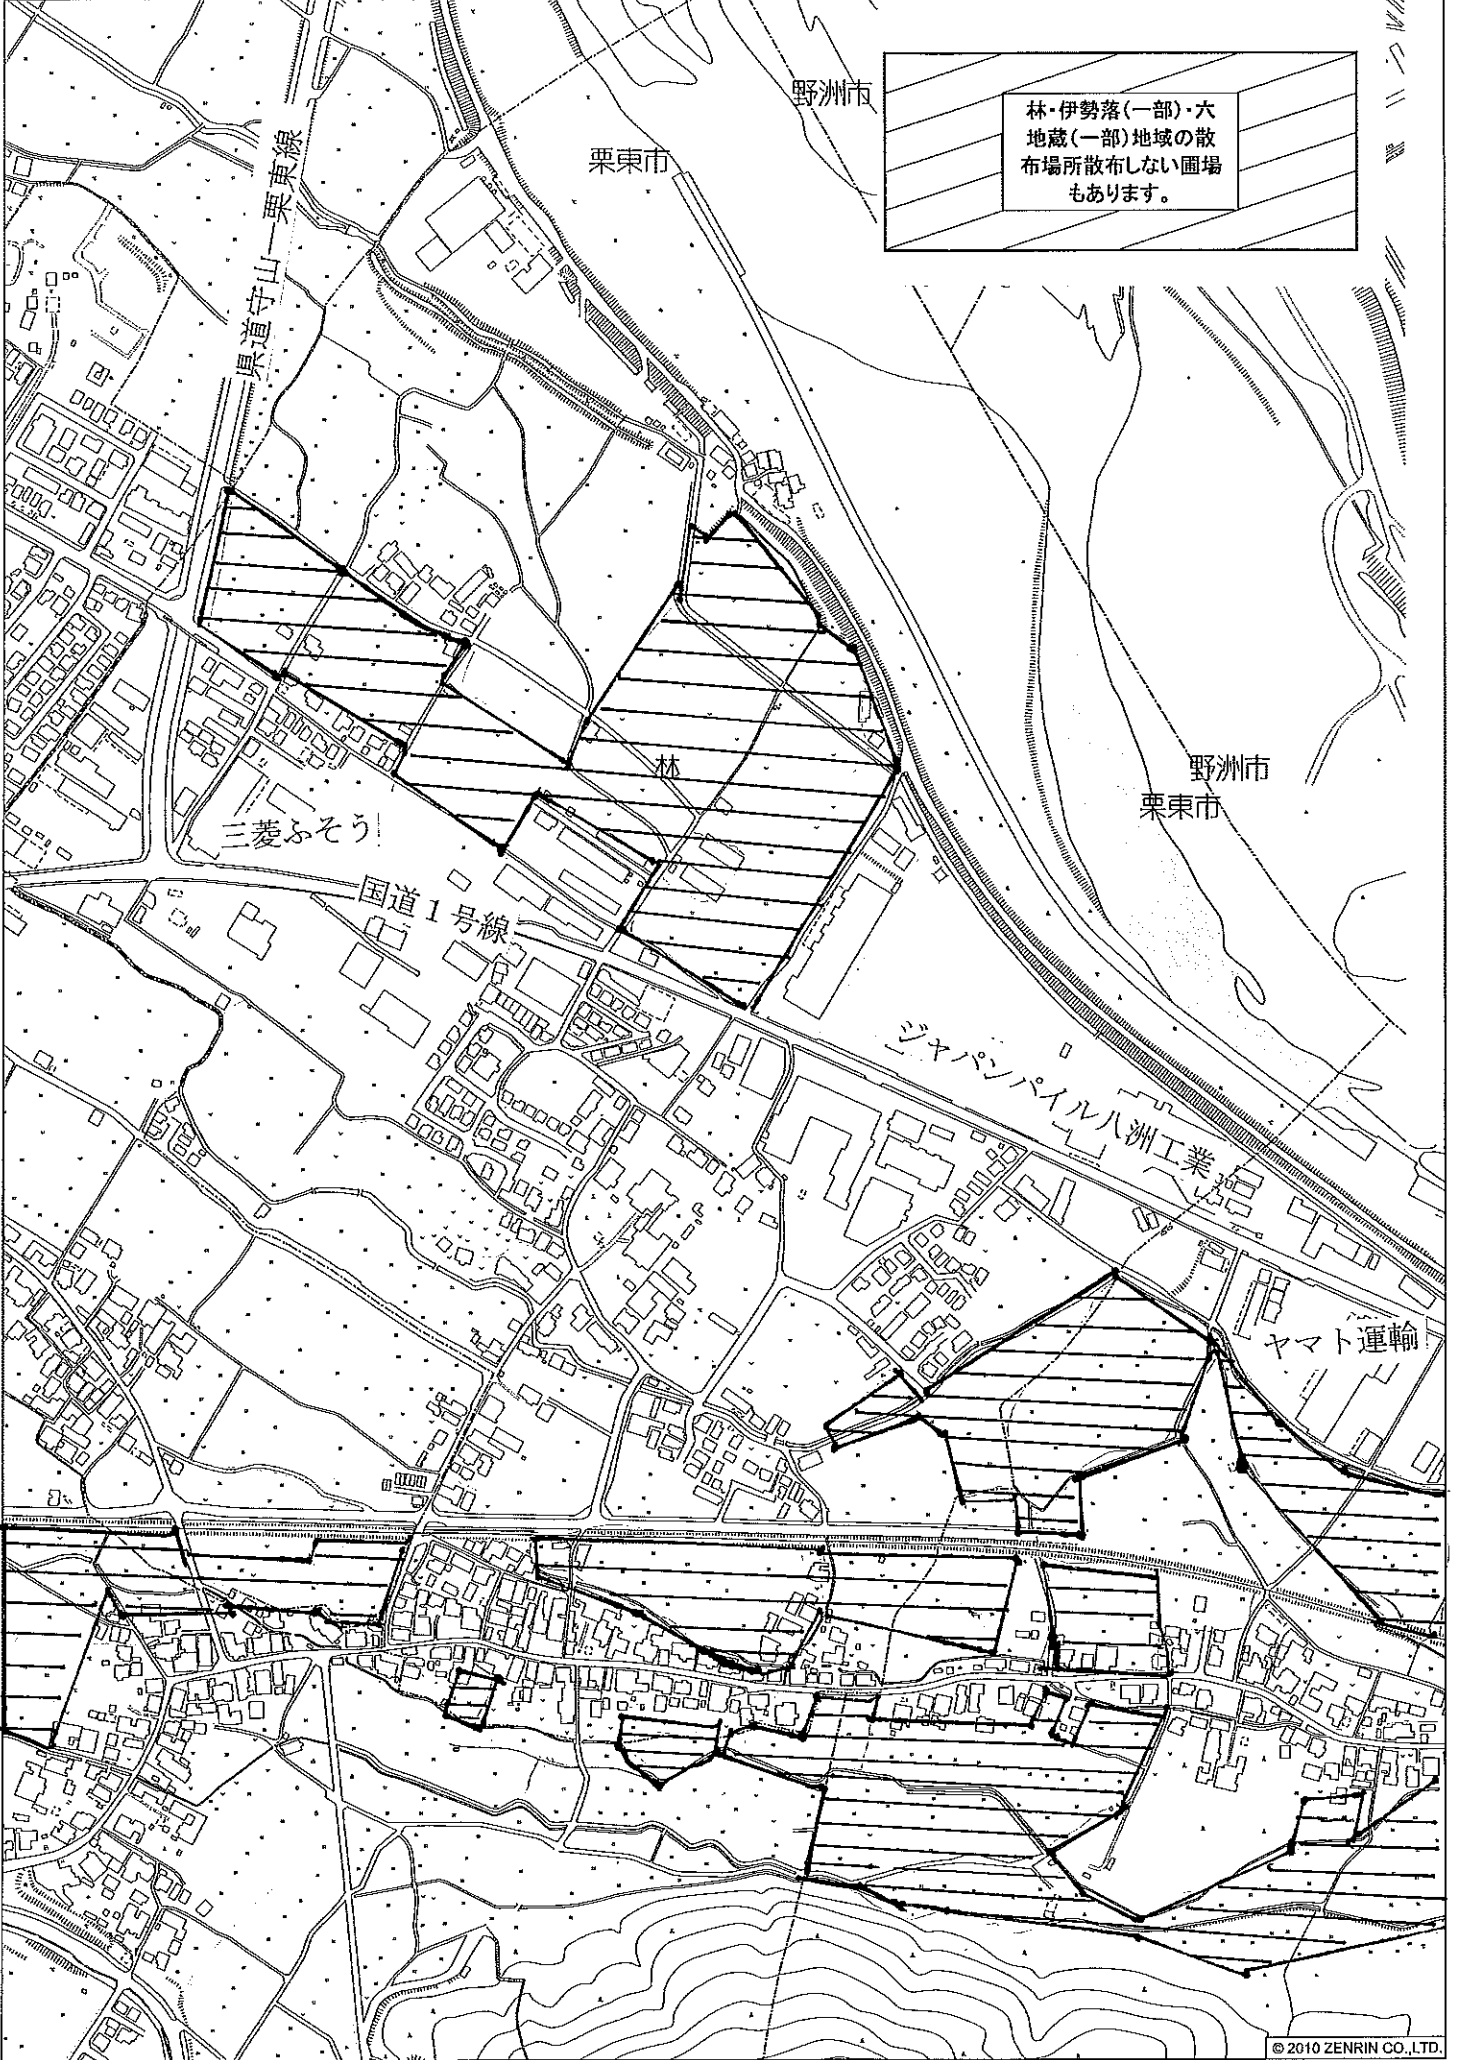 野洲市
栗東市
林・伊勢落(一部)・六
地蔵(一部)地域の散
布場所散布しない圃場
もあります。
県道守山―栗東線
林
野洲市
栗東市
三菱ふそう
国道1号線
ジャパンパイル八洲工業
ヤマト運輸
© 2010 ZENRIN CO.,LTD.